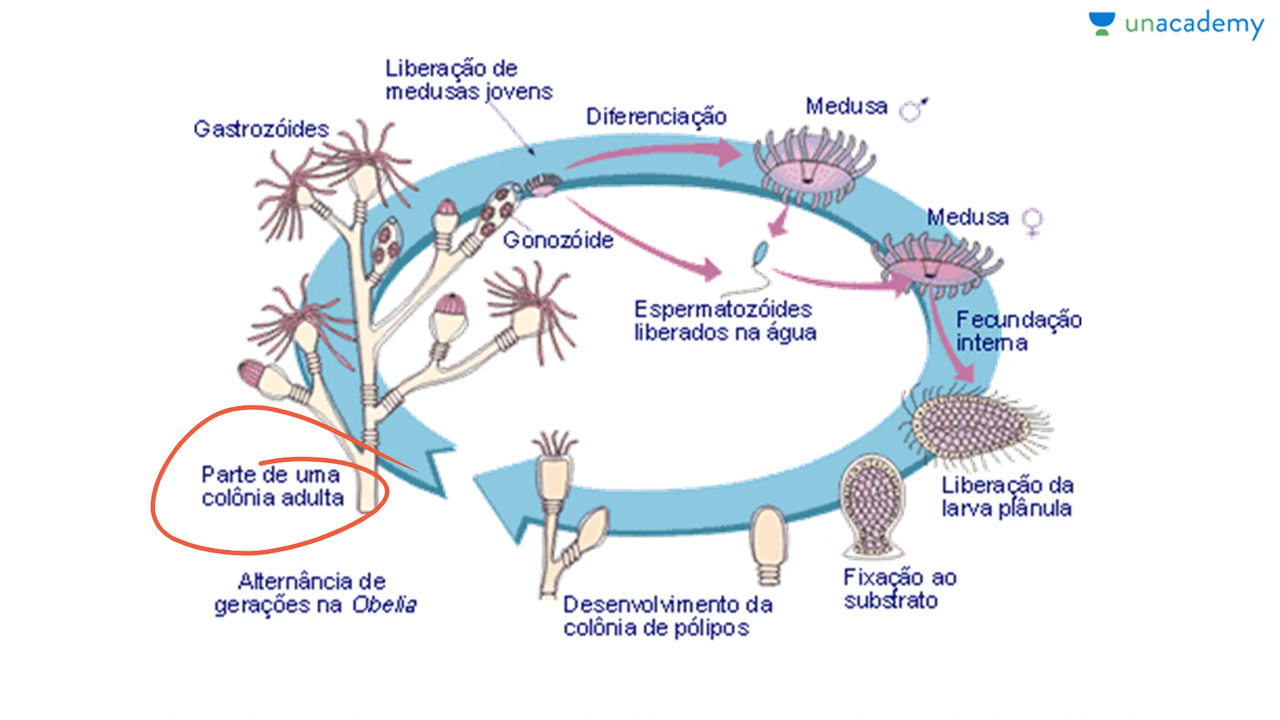 unacademy
Liberação de
medusas jovens
Diferenciação
Medusa ♂
Gastrozóides
Medusa ♀
Gonozóide
Espermatozóides
liberados na água
Fecundação
interna
Parte de uma
colônia adulta
Liberação da
larva plânula
Alternância de
gerações na Obelia
Fixação ao
substrato
Desenvolvimento da
colônia de pólipos